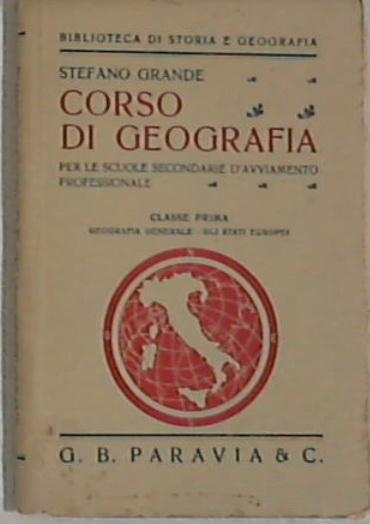 BIBLIOTECA DI STORIA E GEOGRAFIA
STEFANO GRANDE
CORSO
DI GEOGRAFIA
PER LE SCUOLE SECONDARIE D'AVVIAMENTO
PROFESSIONALE
CLASSE PRIMA
GEOGRAFIA GENERALE - GLI STATI EUROPEI
G. B. PARAVIA & C.